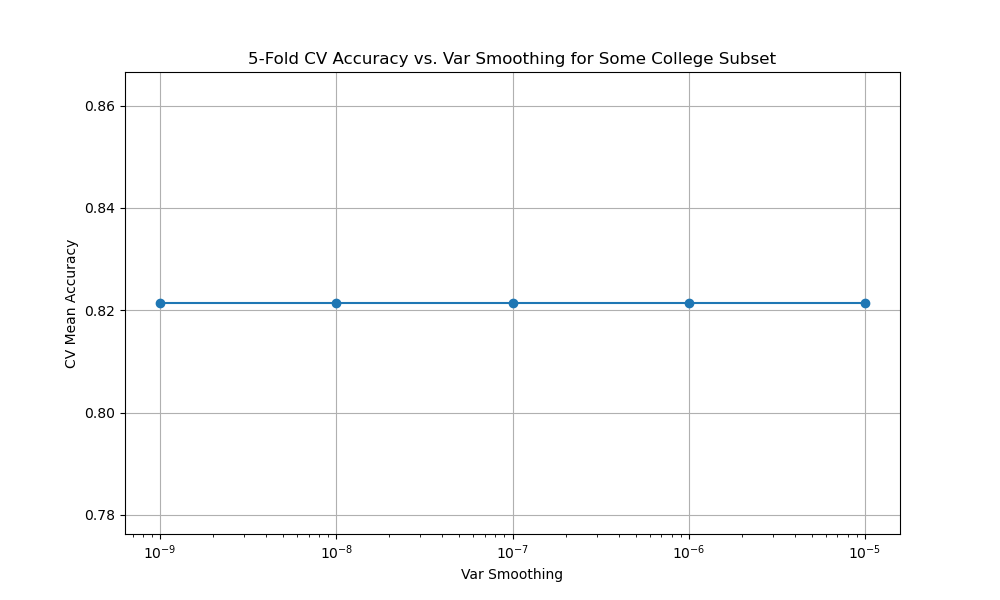 5-Fold CV Accuracy vs. Var Smoothing for Some College Subset
0.86
0.84
0.82
0.80
0.78
CV Mean Accuracy
10⁻⁹ 10⁻⁸ 10⁻⁷ 10⁻⁶ 10⁻⁵
Var Smoothing